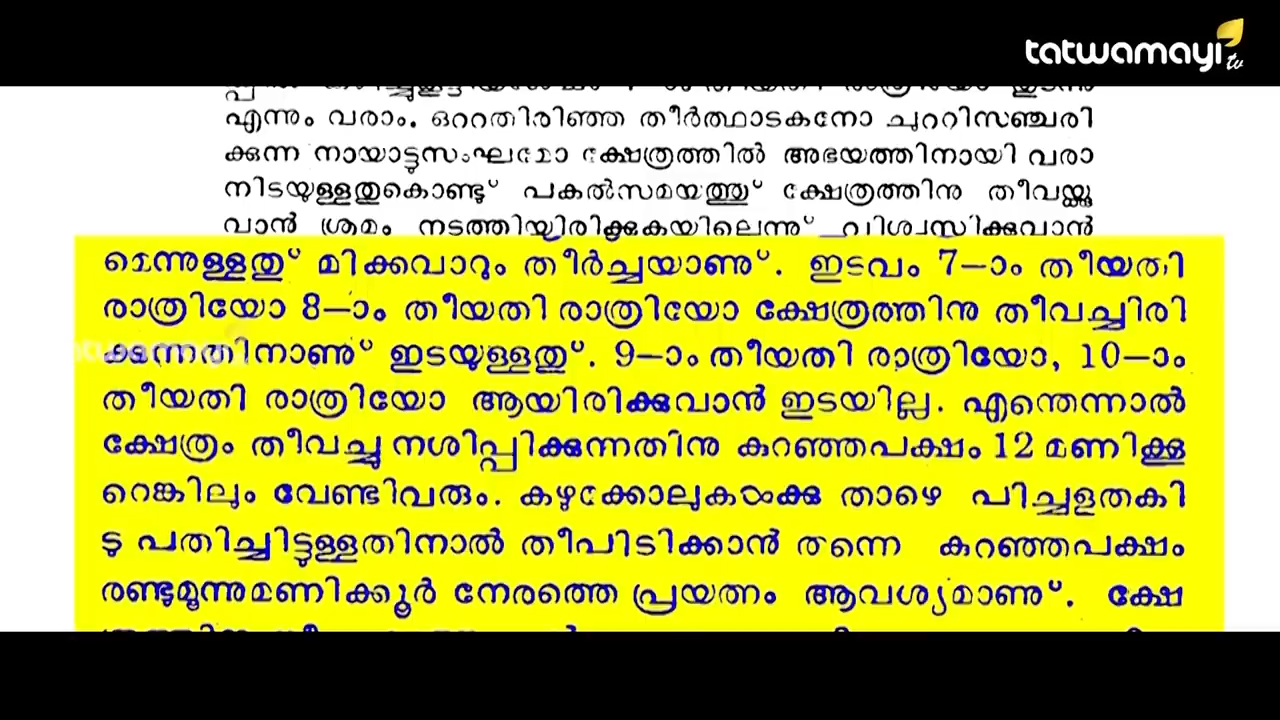 tatwamayi tv
എന്നും വരാം. ഒററതിരിഞ്ഞ തീർത്ഥാടകനോ ചുററിസഞ്ചരി
ക്കുന്ന നായാട്ടുസംഘമോ ക്ഷേത്രത്തിൽ അഭയത്തിനായി വരാ
നിടയുള്ളതുകൊണ്ടു് പകൽസമയത്തു് ക്ഷേത്രത്തിനു തീവയ്ക്കു
വാൻ ശ്രമം നടത്തിയിരിക്കുകയിലെന്നു് വിശ്വസിക്കുവാൻ
മെന്നുള്ളതു് മിക്കവാറും തീർച്ചയാണു്. ഇടവം 7—ാം തീയതി
രാത്രിയോ 8—ാം തീയതി രാത്രിയോ ക്ഷേത്രത്തിനു തീവച്ചിരി
ക്കുന്നതിനാണു് ഇടയുള്ളതു്. 9—ാം തീയതി രാത്രിയോ, 10—ാം
തീയതി രാത്രിയോ ആയിരിക്കുവാൻ ഇടയില്ല. എന്തെന്നാൽ
ക്ഷേത്രം തീവച്ചു നശിപ്പിക്കുന്നതിനു കുറഞ്ഞപക്ഷം 12 മണിക്കൂ
റെങ്കിലും വേണ്ടിവരും. കഴുക്കോലുകൾക്കു താഴെ പിച്ചളതകി
ടു പതിച്ചിട്ടുള്ളതിനാൽ തീപിടിക്കാൻ തന്നെ കുറഞ്ഞപക്ഷം
രണ്ടുമൂന്നുമണിക്കൂർ നേരത്തെ പ്രയത്നം ആവശ്യമാണു്. ക്ഷേ